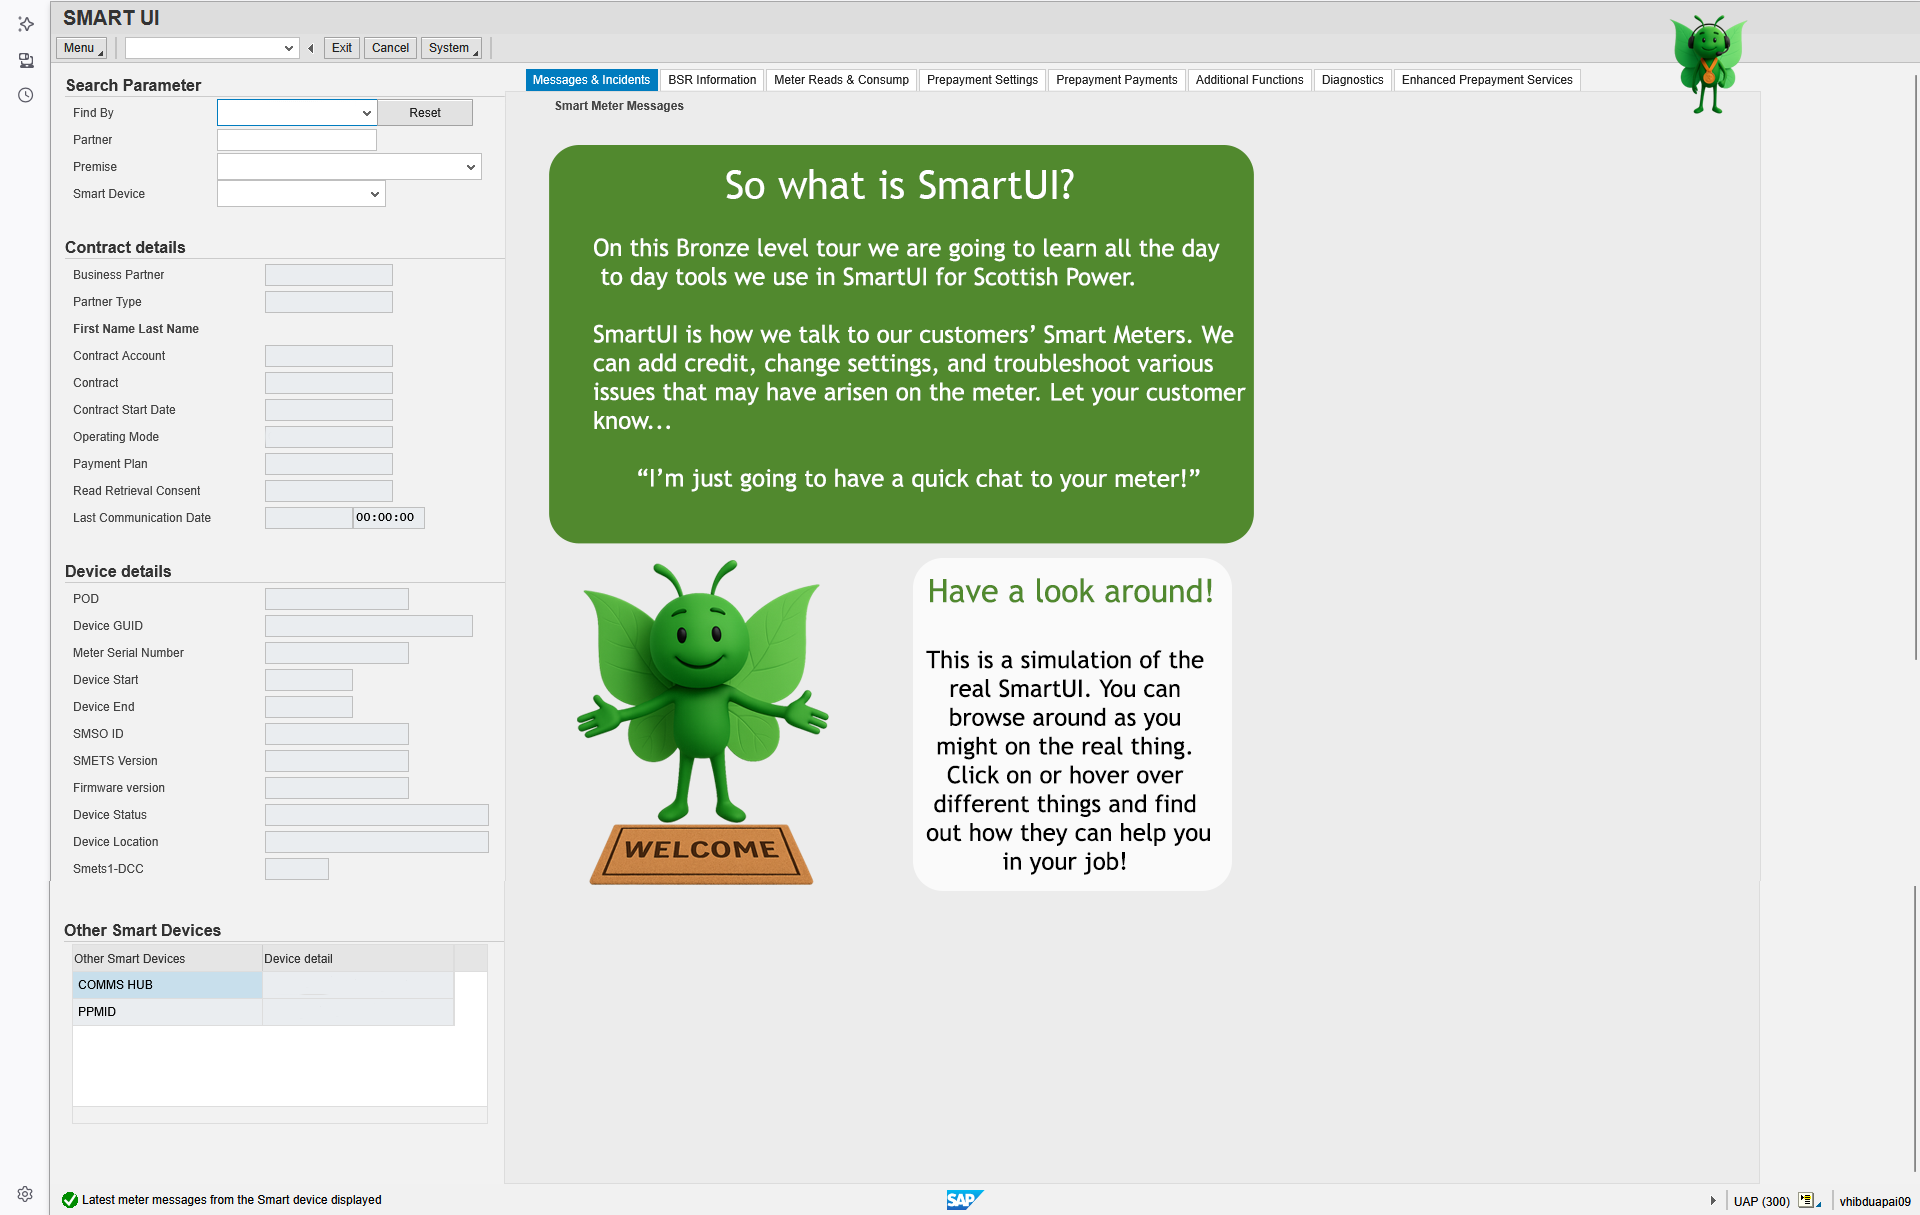 SMART UI
Menu
Exit
Cancel
System
Search Parameter
Find By
Reset
Partner
Premise
Smart Device
Contract details
Business Partner
Partner Type
First Name Last Name
Contract Account
Contract
Contract Start Date
Operating Mode
Payment Plan
Read Retrieval Consent
Last Communication Date
00:00:00
Device details
POD
Device GUID
Meter Serial Number
Device Start
Device End
SMSO ID
SMETS Version
Firmware version
Device Status
Device Location
Smets1-DCC
Other Smart Devices
Other Smart Devices Device detail
COMMS HUB
PPMID
Messages & Incidents BSR Information Meter Reads & Consump Prepayment Settings Prepayment Payments Additional Functions Diagnostics Enhanced Prepayment Services
Smart Meter Messages
So what is SmartUI?
On this Bronze level tour we are going to learn all the day
to day tools we use in SmartUI for Scottish Power.
SmartUI is how we talk to our customers’ Smart Meters. We
can add credit, change settings, and troubleshoot various
issues that may have arisen on the meter. Let your customer
know...
“I’m just going to have a quick chat to your meter!”
WELCOME
Have a look around!
This is a simulation of the
real SmartUI. You can
browse around as you
might on the real thing.
Click on or hover over
different things and find
out how they can help you
in your job!
Latest meter messages from the Smart device displayed
SAP
UAP (300)
vhibduapai09